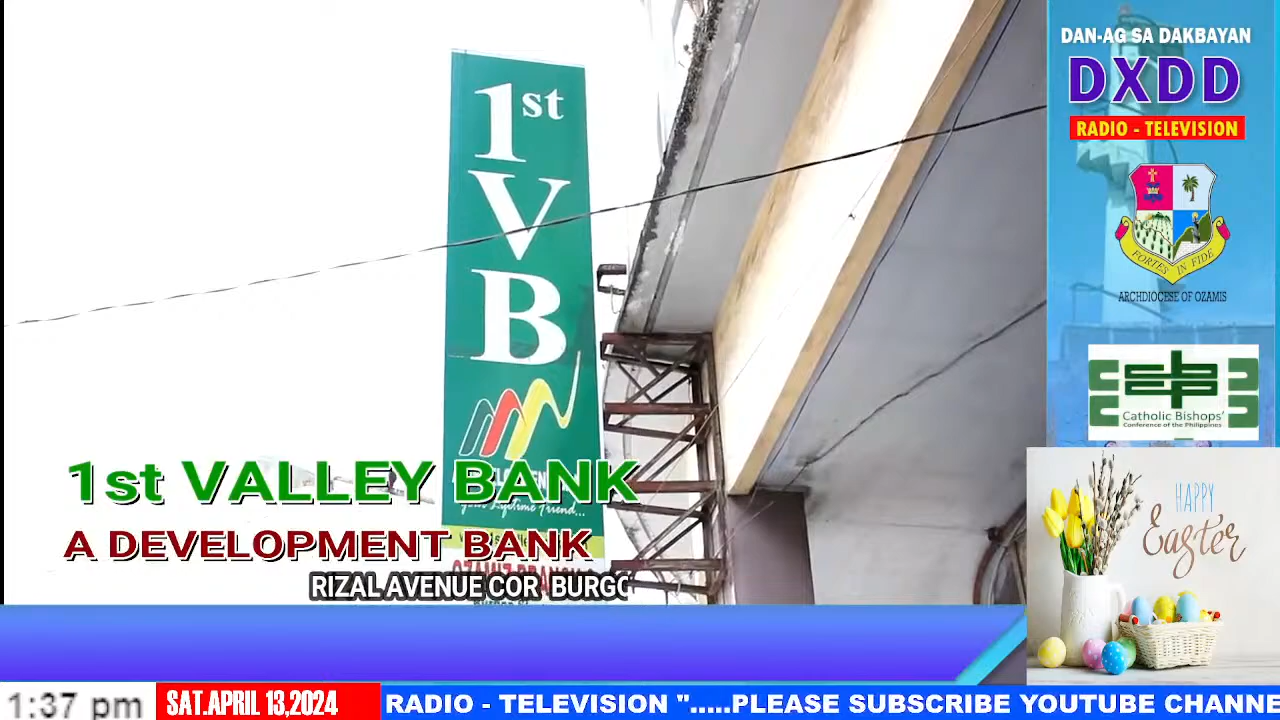 1st
V
B
1st VALLEY BANK
A DEVELOPMENT BANK
RIZAL AVENUE COR BURGO
DAN-AG SA DAKBAYAN
DXDD
RADIO - TELEVISION
FORTES IN FIDE
ARCHDIOCESE OF OZAMIS
cbcp
Catholic Bishops'
Conference of the Philippines
HAPPY
Easter
1:37 pm
SAT.APRIL 13,2024
RADIO - TELEVISION ".....PLEASE SUBSCRIBE YOUTUBE CHANNE